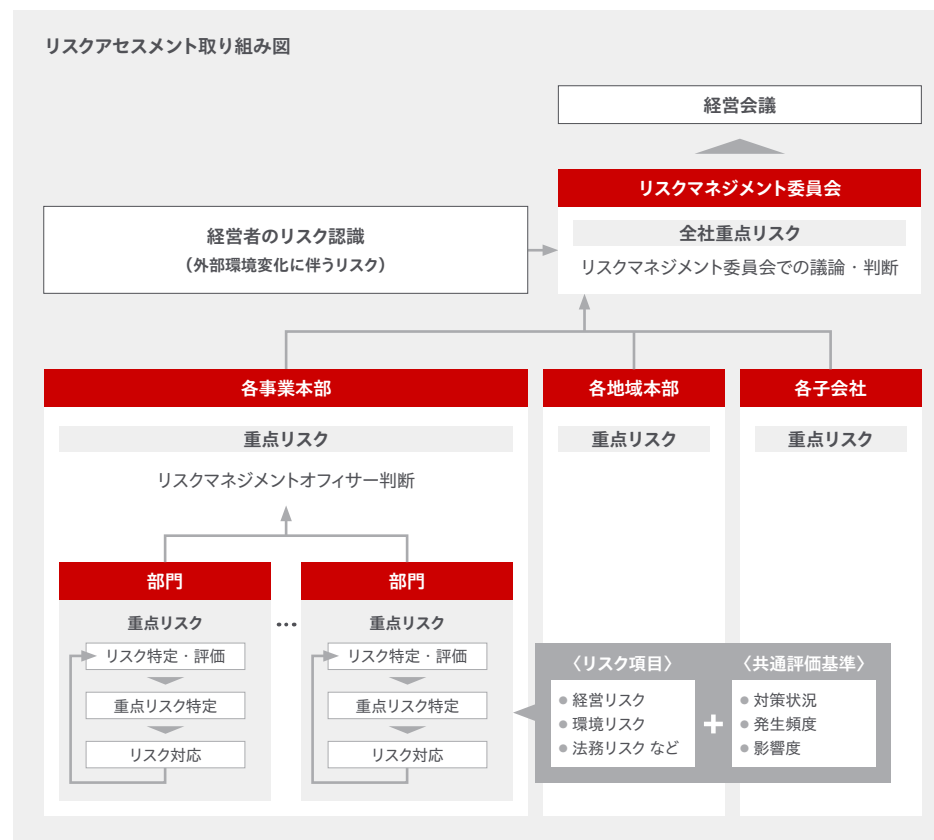 リスクアセスメント取り組み図
経営会議
リスクマネジメント委員会
経営者のリスク認識
(外部環境変化に伴うリスク)
全社重点リスク
リスクマネジメント委員会での議論・判断
各事業本部
各地域本部
各子会社
重点リスク
重点リスク
重点リスク
リスクマネジメントオフィサー判断
部門
部門
重点リスク
…
重点リスク
リスク特定・評価
リスク特定・評価
重点リスク特定
重点リスク特定
リスク対応
リスク対応
〈リスク項目〉
● 経営リスク
● 環境リスク
● 法務リスク など
+
〈共通評価基準〉
● 対策状況
● 発生頻度
● 影響度